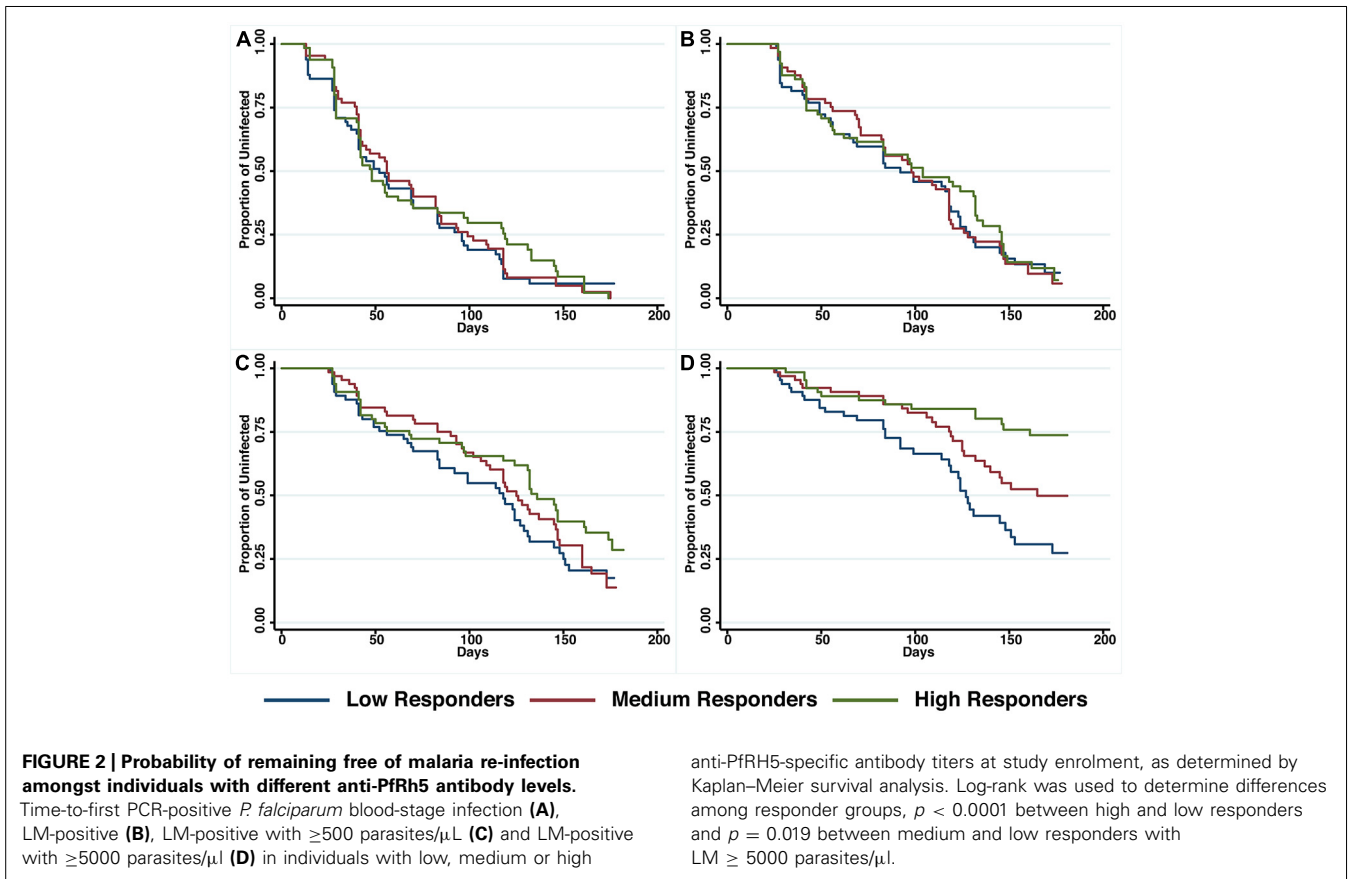 A
Proportion of Uninfected
1.00
0.75
0.50
0.25
0.00
0 50 100 150 200
Days
B
Proportion of Uninfected
1.00
0.75
0.50
0.25
0.00
0 50 100 150 200
Days
C
Proportion of Uninfected
1.00
0.75
0.50
0.25
0.00
0 50 100 150 200
Days
D
Proportion of Uninfected
1.00
0.75
0.50
0.25
0.00
0 50 100 150 200
Days
Low Responders Medium Responders High Responders
FIGURE 2 | Probability of remaining free of malaria re-infection
amongst individuals with different anti-PfRh5 antibody levels.
Time-to-first PCR-positive P. falciparum blood-stage infection (A),
LM-positive (B), LM-positive with ≥500 parasites/μL (C) and LM-positive
with ≥5000 parasites/μl (D) in individuals with low, medium or high
anti-PfRH5-specific antibody titers at study enrolment, as determined by
Kaplan–Meier survival analysis. Log-rank was used to determine differences
among responder groups, p < 0.0001 between high and low responders
and p = 0.019 between medium and low responders with
LM ≥ 5000 parasites/μl.